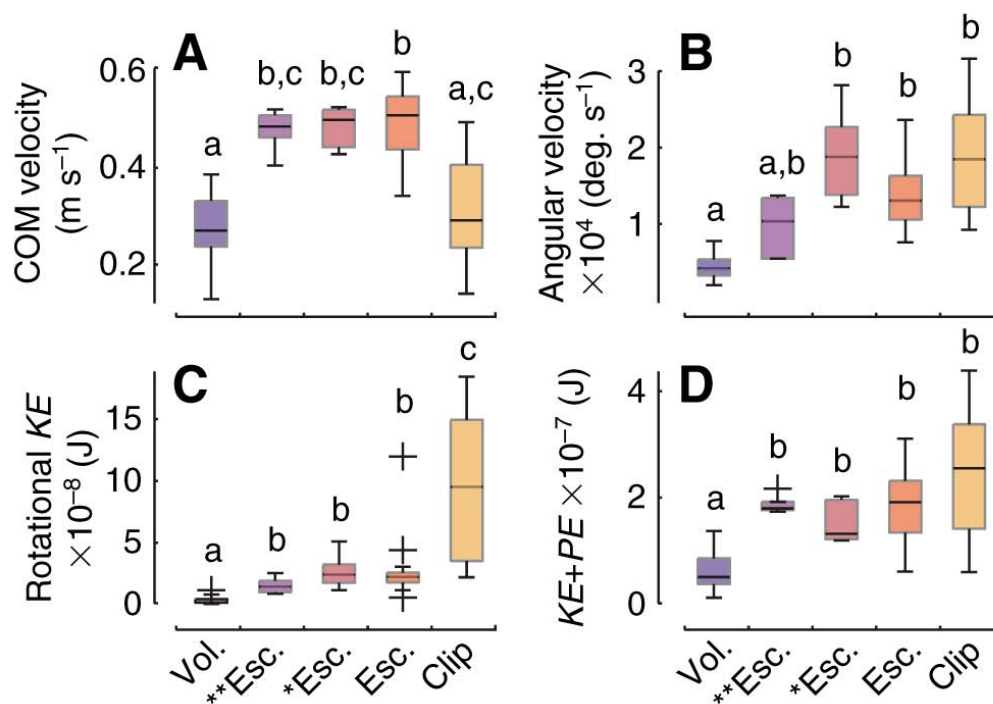 A
COM velocity
(m s⁻¹)
0.6
0.4
0.2
a
b,c
b,c
b
a,c
B
Angular velocity
×10⁴ (deg. s⁻¹)
3
2
1
a
a,b
b
b
b
C
Rotational KE
×10⁻⁸ (J)
15
10
5
0
a
b
b
b
c
Vol.
**Esc.
*Esc.
Esc.
Clip
D
KE+PE ×10⁻⁷ (J)
4
2
0
a
b
b
b
b
Vol.
**Esc.
*Esc.
Esc.
Clip